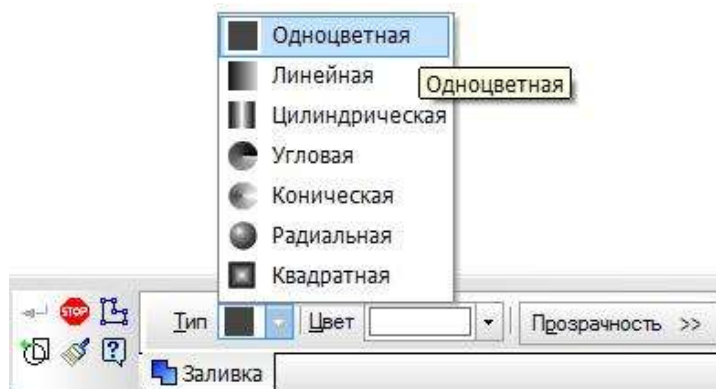 Одноцветная
Линейная
Одноцветная
Цилиндрическая
Угловая
Коническая
Радиальная
Квадратная
STOP
Тип Цвет Прозрачность >>
?
Заливка